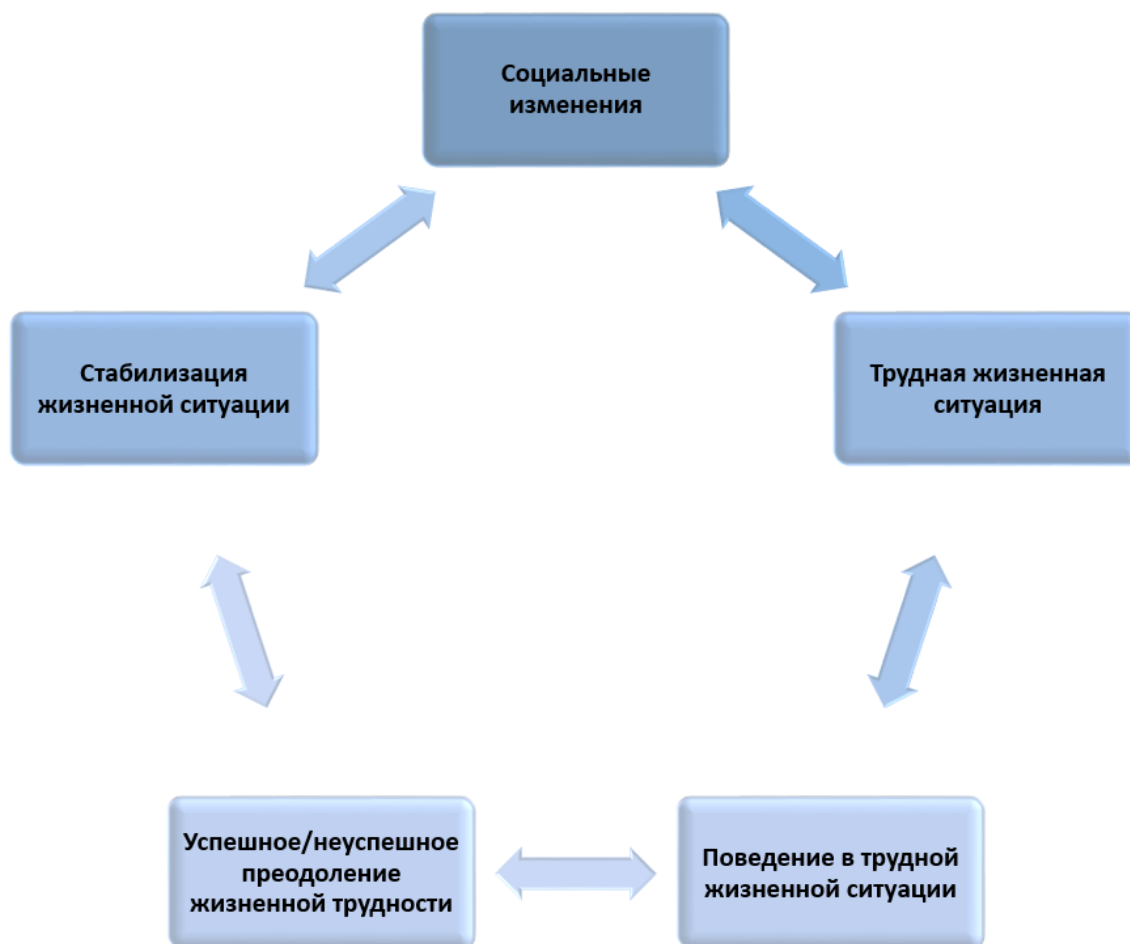 Социальные
изменения
Стабилизация
жизненной ситуации
Трудная жизненная
ситуация
Успешное/неуспешное
преодоление
жизненной трудности
Поведение в трудной
жизненной ситуации